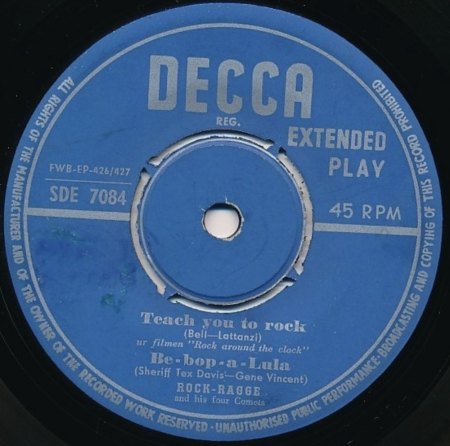 DECCA
REG.
EXTENDED
PLAY
FWB-EP-426/427
SDE 7084
45 RPM
Teach you to rock
(Bell—Lattanzi)
ur filmen "Rock around the clock"
Be-bop-a-Lula
(Sheriff Tex Davis—Gene Vincent)
ROCK-RAGGE
and his four Comets
ALL RIGHTS OF THE MANUFACTURER AND OF THE OWNER OF THE RECORDED WORK RESERVED · UNAUTHORISED PUBLIC PERFORMANCE · BROADCASTING AND COPYING OF THIS RECORD PROHIBITED